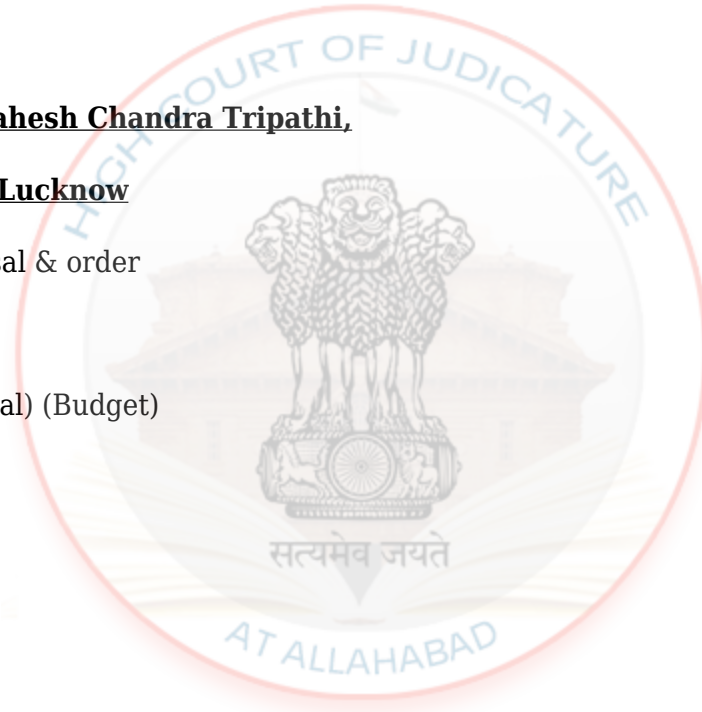 HIGH COURT OF JUDICATURE
ahesh Chandra Tripathi,
Lucknow
al & order
al) (Budget)
सत्यमेव जयते
AT ALLAHABAD